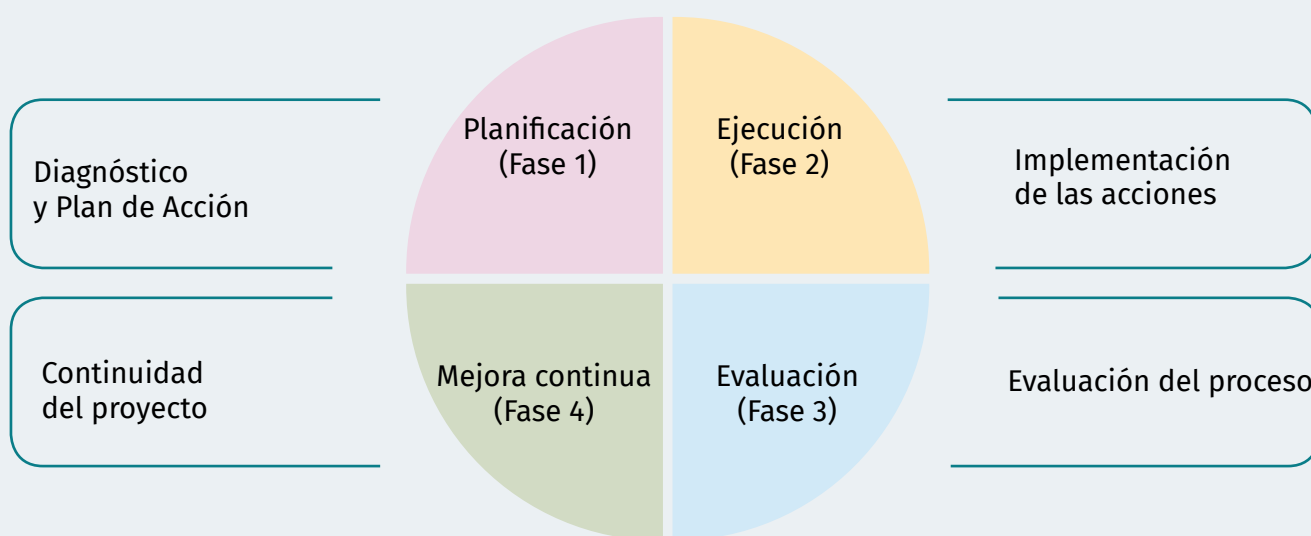 Planificación
(Fase 1)
Ejecución
(Fase 2)
Diagnóstico
y Plan de Acción
Implementación
de las acciones
Continuidad
del proyecto
Mejora continua
(Fase 4)
Evaluación
(Fase 3)
Evaluación del proceso